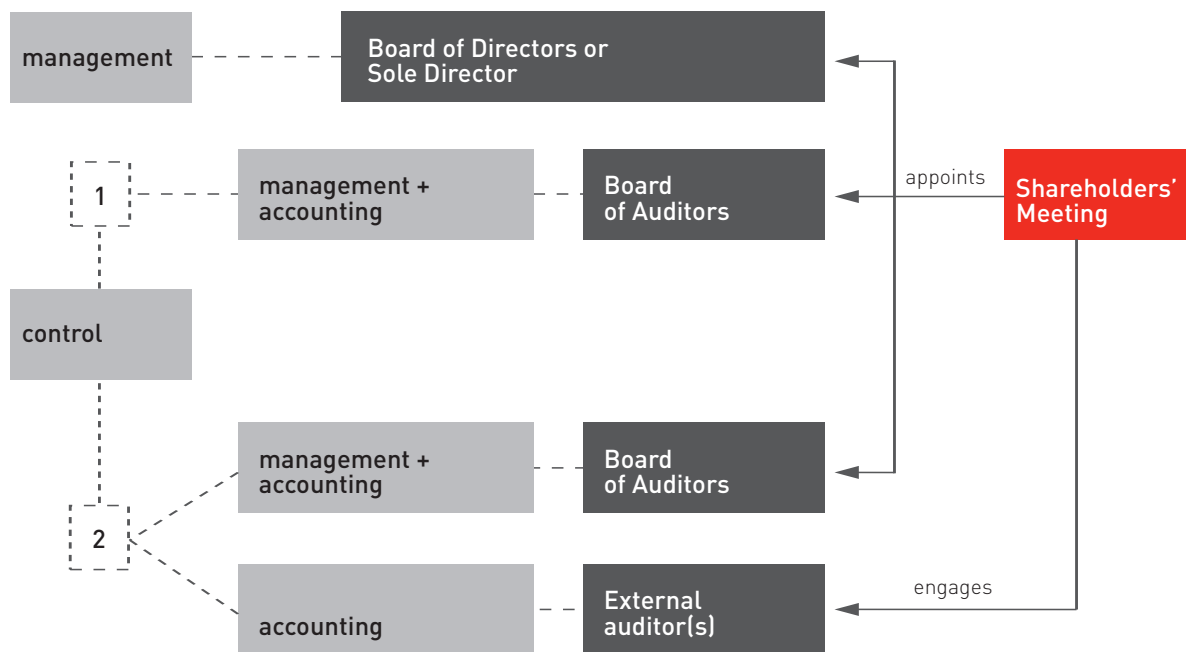 management
Board of Directors or
Sole Director
1
management +
accounting
Board
of Auditors
appoints
Shareholders’
Meeting
control
management +
accounting
Board
of Auditors
2
accounting
External
auditor(s)
engages